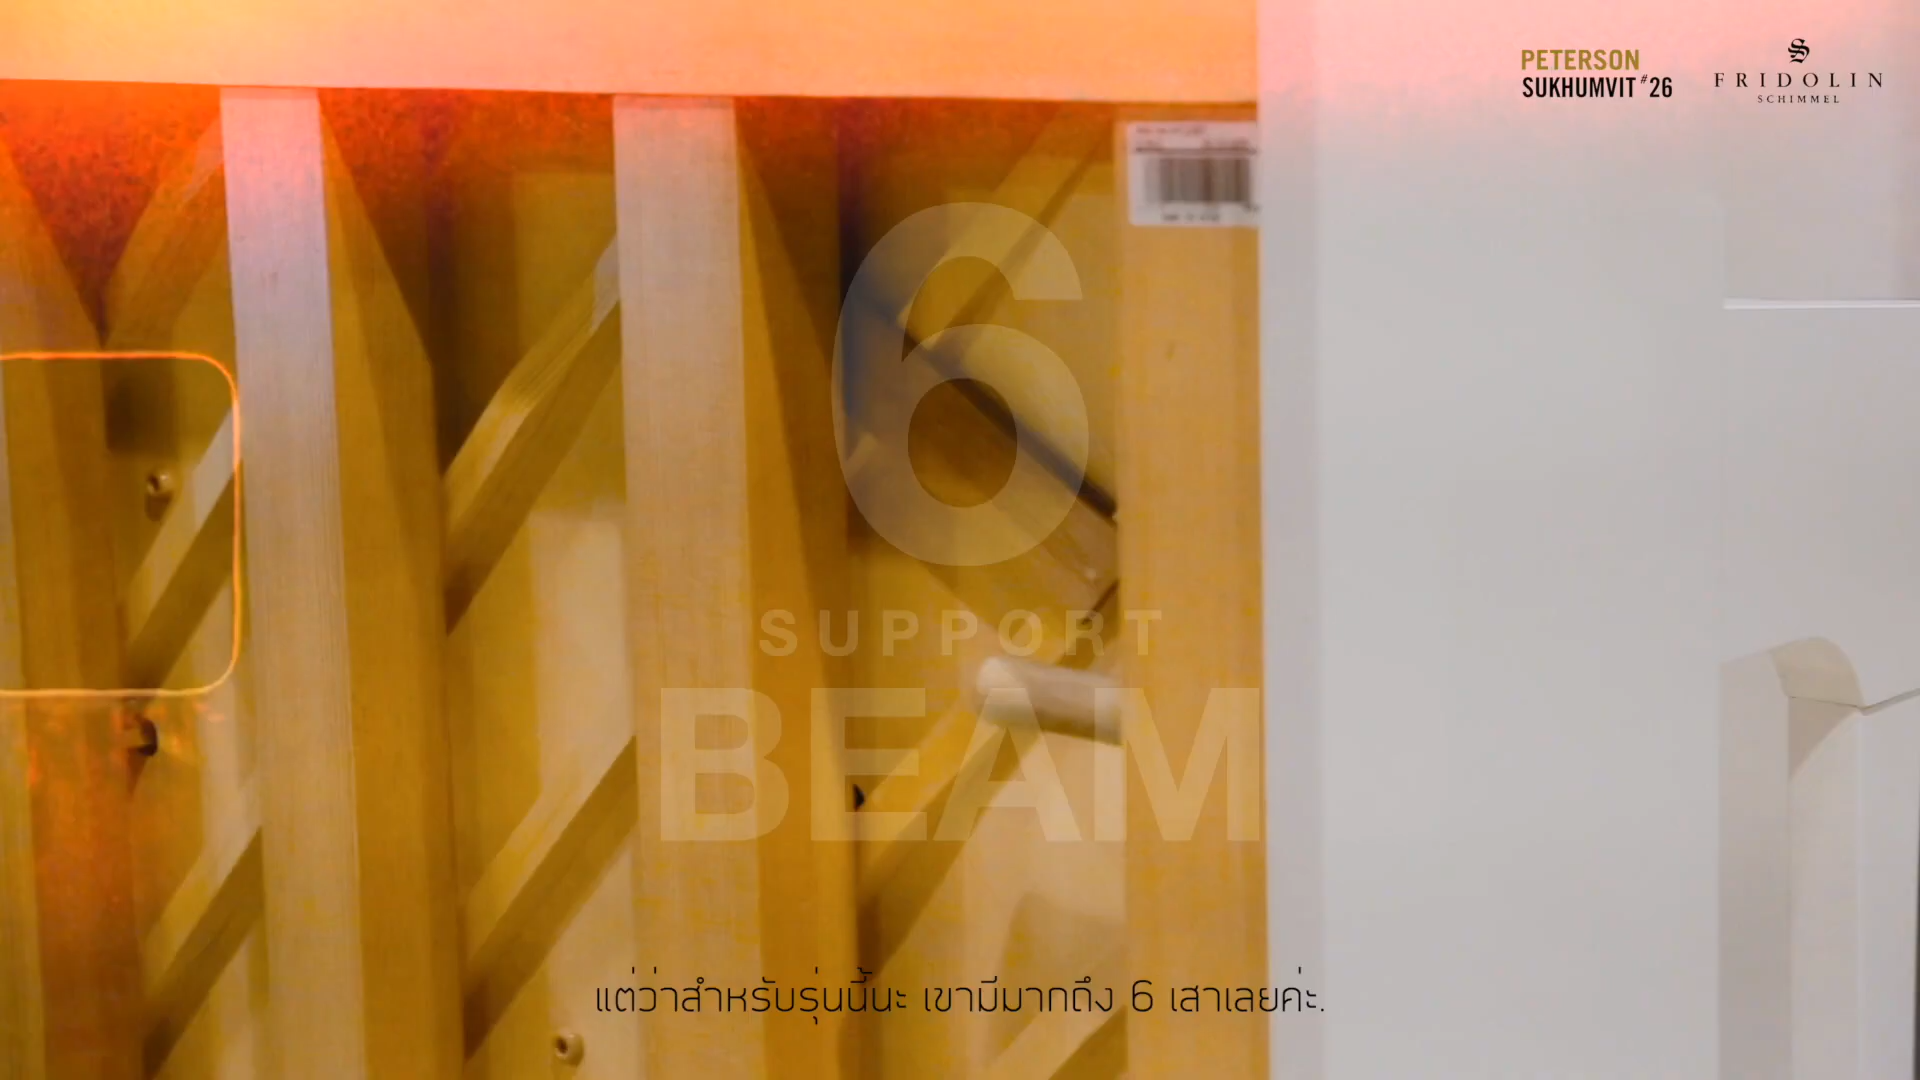 PETERSON
SUKHUMVIT #26
S
FRIDOLIN
SCHIMMEL
6
SUPPORT
BEAM
แต่ว่าสำหรับรุ่นนี้นะ เขามีมากถึง 6 เสาเลยค่ะ.